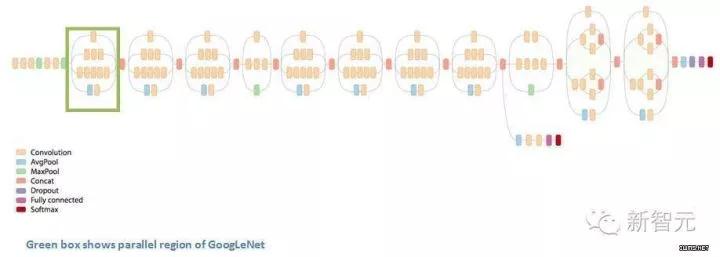 Convolution
AvgPool
MaxPool
Concat
Dropout
Fully connected
Softmax
Green box shows parallel region of GoogLeNet
新智元